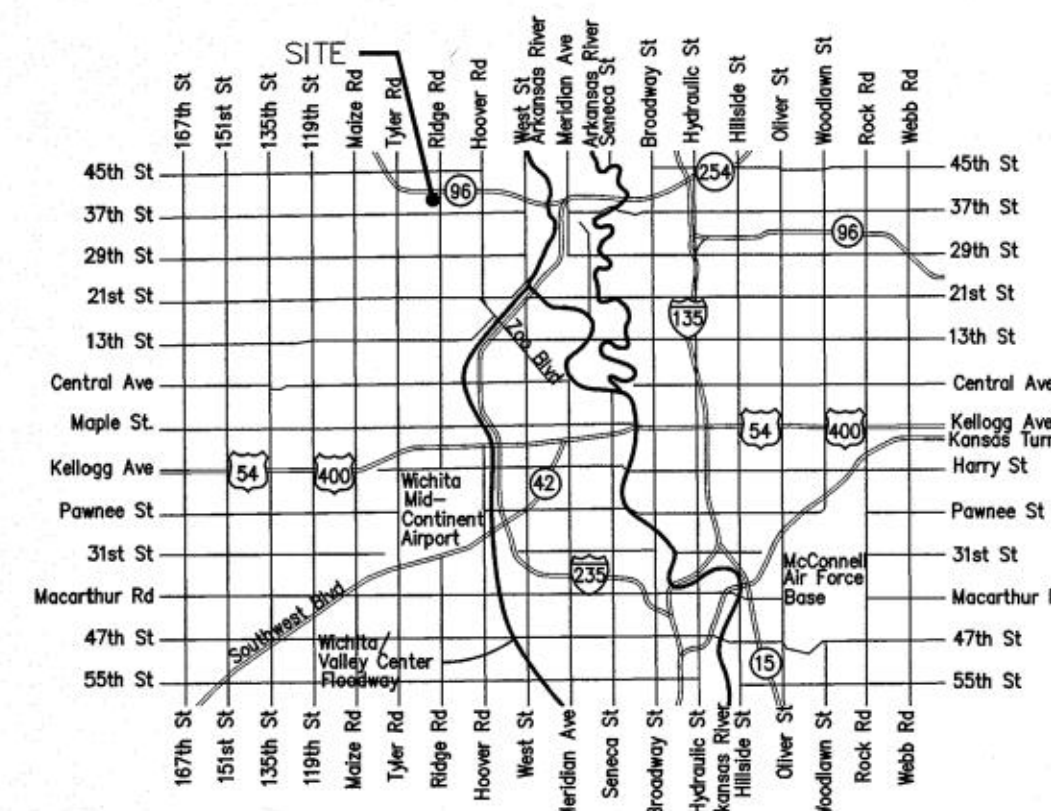 SITE
167th St
151st St
135th St
119th St
Maize Rd
Tyler Rd
Ridge Rd
Hoover Rd
West St
Arkansas River
Meridian Ave
Arkansas River
Seneca St
Broadway St
Hydraulic St
Hillside St
Oliver St
Woodlawn St
Rock Rd
Webb Rd
45th St
96
254
45th St
37th St
37th St
96
29th St
29th St
21st St
21st St
135
13th St
Zoo Blvd
13th St
Central Ave
Central Ave
Maple St.
54
400
Kellogg Ave
Kansas Turn
Kellogg Ave
54
400
Harry St
42
Wichita
Mid-
Continent
Airport
Pawnee St
Pawnee St
31st St
31st St
235
McConnell
Air Force
Base
Macarthur Rd
Macarthur
Southwest Blvd
47th St
47th St
Wichita/
Valley Center
Floodway
15
55th St
55th St
167th St
151st St
135th St
119th St
Maize Rd
Tyler Rd
Ridge Rd
Hoover Rd
West St
Meridian Ave
Seneca St
Broadway St
Hydraulic St
Arkansas River
Hillside St
Oliver St
Woodlawn St
Rock Rd
Webb Rd